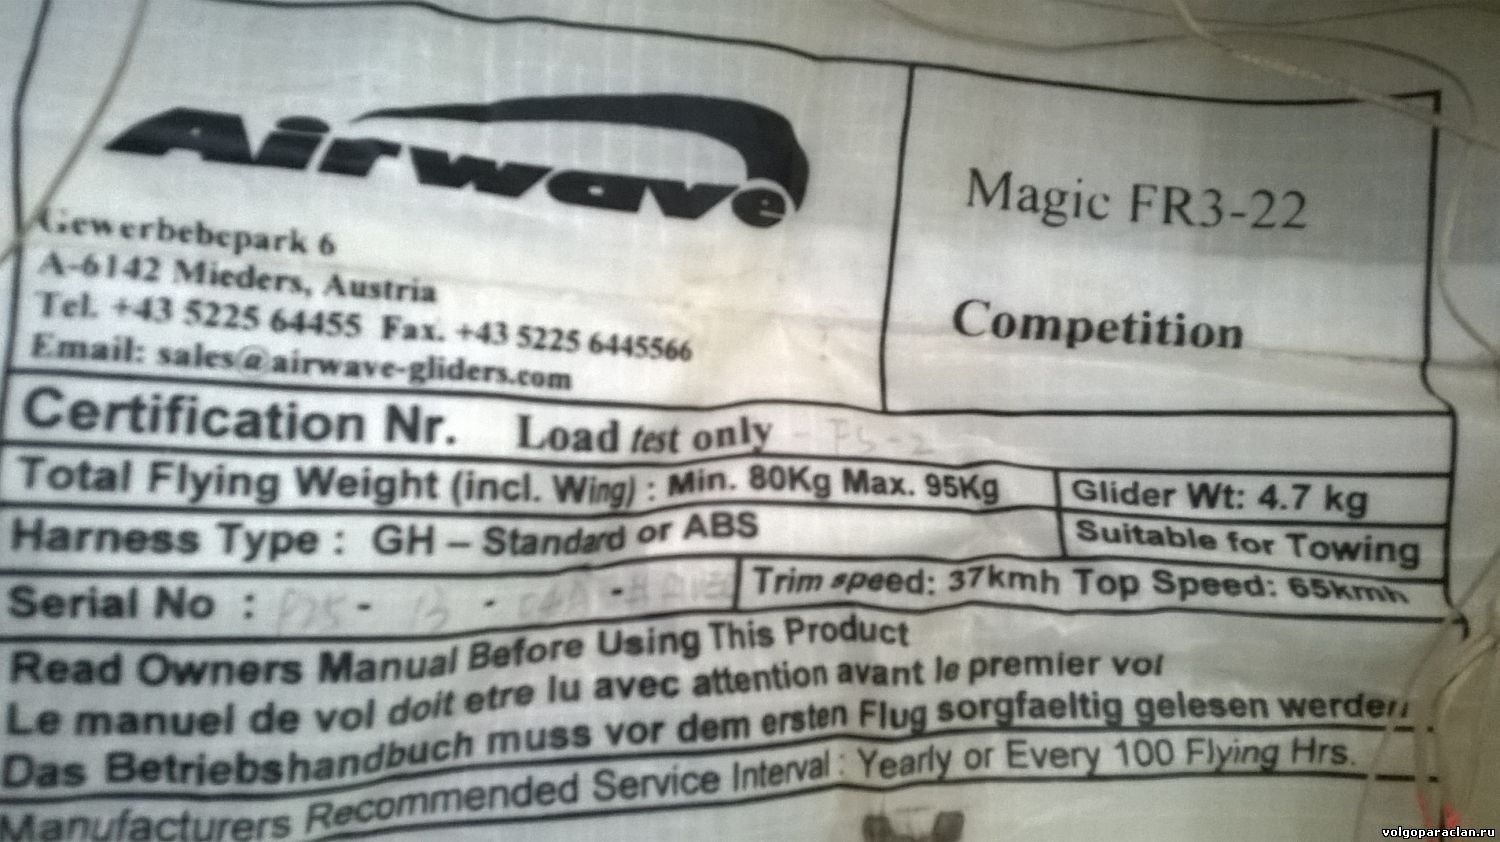 Airwave
Gewerbebepark 6
A-6142 Mieders, Austria
Tel. +43 5225 64455 Fax. +43 5225 6445566
Email: sales@airwave-gliders.com
Magic FR3-22
Competition
Certification Nr. Load test only
Total Flying Weight (incl. Wing) : Min. 80Kg Max. 95Kg
Glider Wt: 4.7 kg
Harness Type : GH – Standard or ABS
Suitable for Towing
Serial No :
Trim speed: 37kmh Top Speed: 65kmh
Read Owners Manual Before Using This Product
Le manuel de vol doit etre lu avec attention avant le premier vol
Das Betriebshandbuch muss vor dem ersten Flug sorgfaeltig gelesen werden
Manufacturers Recommended Service Interval : Yearly or Every 100 Flying Hrs.
volgoparaclan.ru